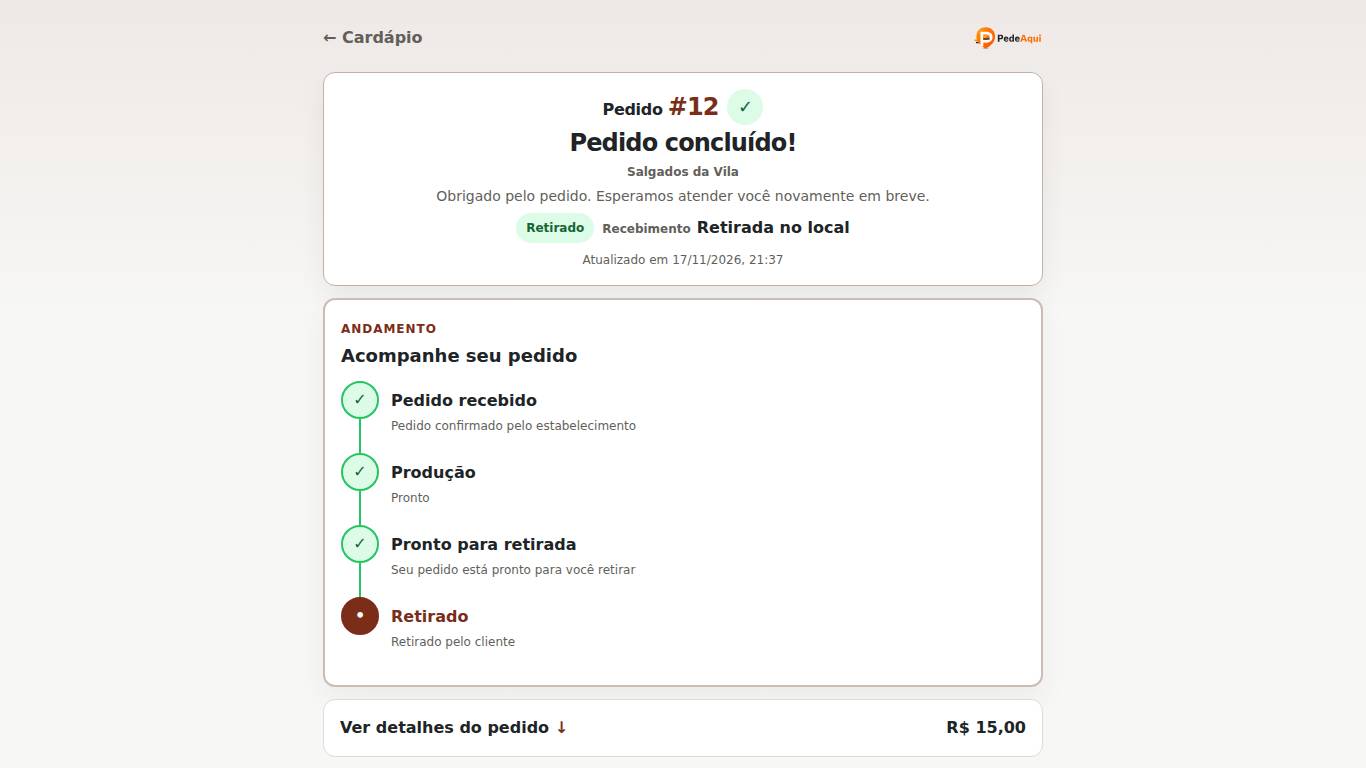 ← Cardápio
PedeAqui
Pedido #12 ✓
Pedido concluído!
Salgados da Vila
Obrigado pelo pedido. Esperamos atender você novamente em breve.
Retirado Recebimento Retirada no local
Atualizado em 17/11/2026, 21:37
ANDAMENTO
Acompanhe seu pedido
✓ Pedido recebido
Pedido confirmado pelo estabelecimento
✓ Produção
Pronto
✓ Pronto para retirada
Seu pedido está pronto para você retirar
• Retirado
Retirado pelo cliente
Ver detalhes do pedido ↓ R$ 15,00